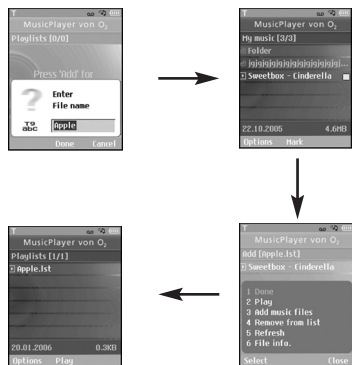 MusicPlayer von O2
Playlists [0/0]
Press 'Add' for
Enter
File name
T9
abc
Apple
Done Cancel
MusicPlayer von O2
My music [3/3]
Folder
Sweetbox - Cinderella
22.10.2005 4.6MB
Options Mark
MusicPlayer von O2
Add [Apple.lst]
Sweetbox - Cinderella
1 Done
2 Play
3 Add music files
4 Remove from list
5 Refresh
6 File info.
Select Close
MusicPlayer von O2
Playlists [1/1]
Apple.lst
20.01.2006 0.3KB
Options Play